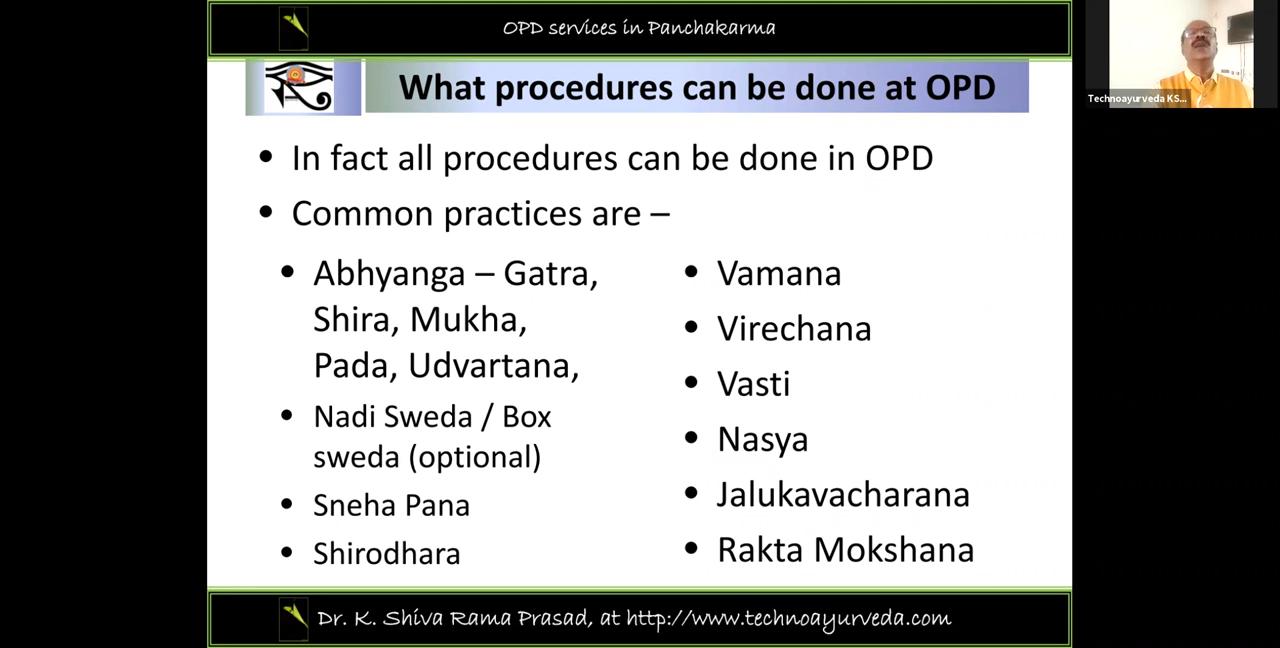 OPD services in Panchakarma
What procedures can be done at OPD
• In fact all procedures can be done in OPD
• Common practices are –
• Abhyanga – Gatra,
Shira, Mukha,
Pada, Udvartana,
• Nadi Sweda / Box
sweda (optional)
• Sneha Pana
• Shirodhara
• Vamana
• Virechana
• Vasti
• Nasya
• Jalukavacharana
• Rakta Mokshana
Dr. K. Shiva Rama Prasad, at http://www.technoayurveda.com
Technoayurveda KS...